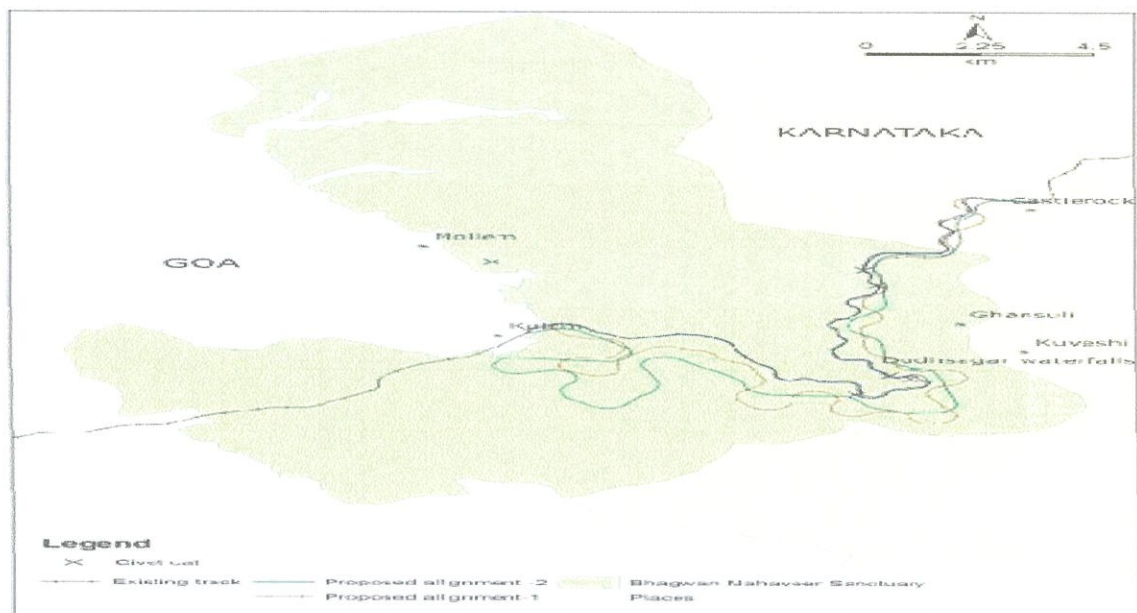 N
0 2.25 4.5
km
KARNATAKA
Castlerock
Mollem
GOA
Ghansuli
Kulem
Kuveshi
Dudhsagar waterfalls
Legend
Civet cat
Existing track
Proposed alignment -2
Bhagwan Mahaveer Sanctuary
Proposed alignment-1
Places